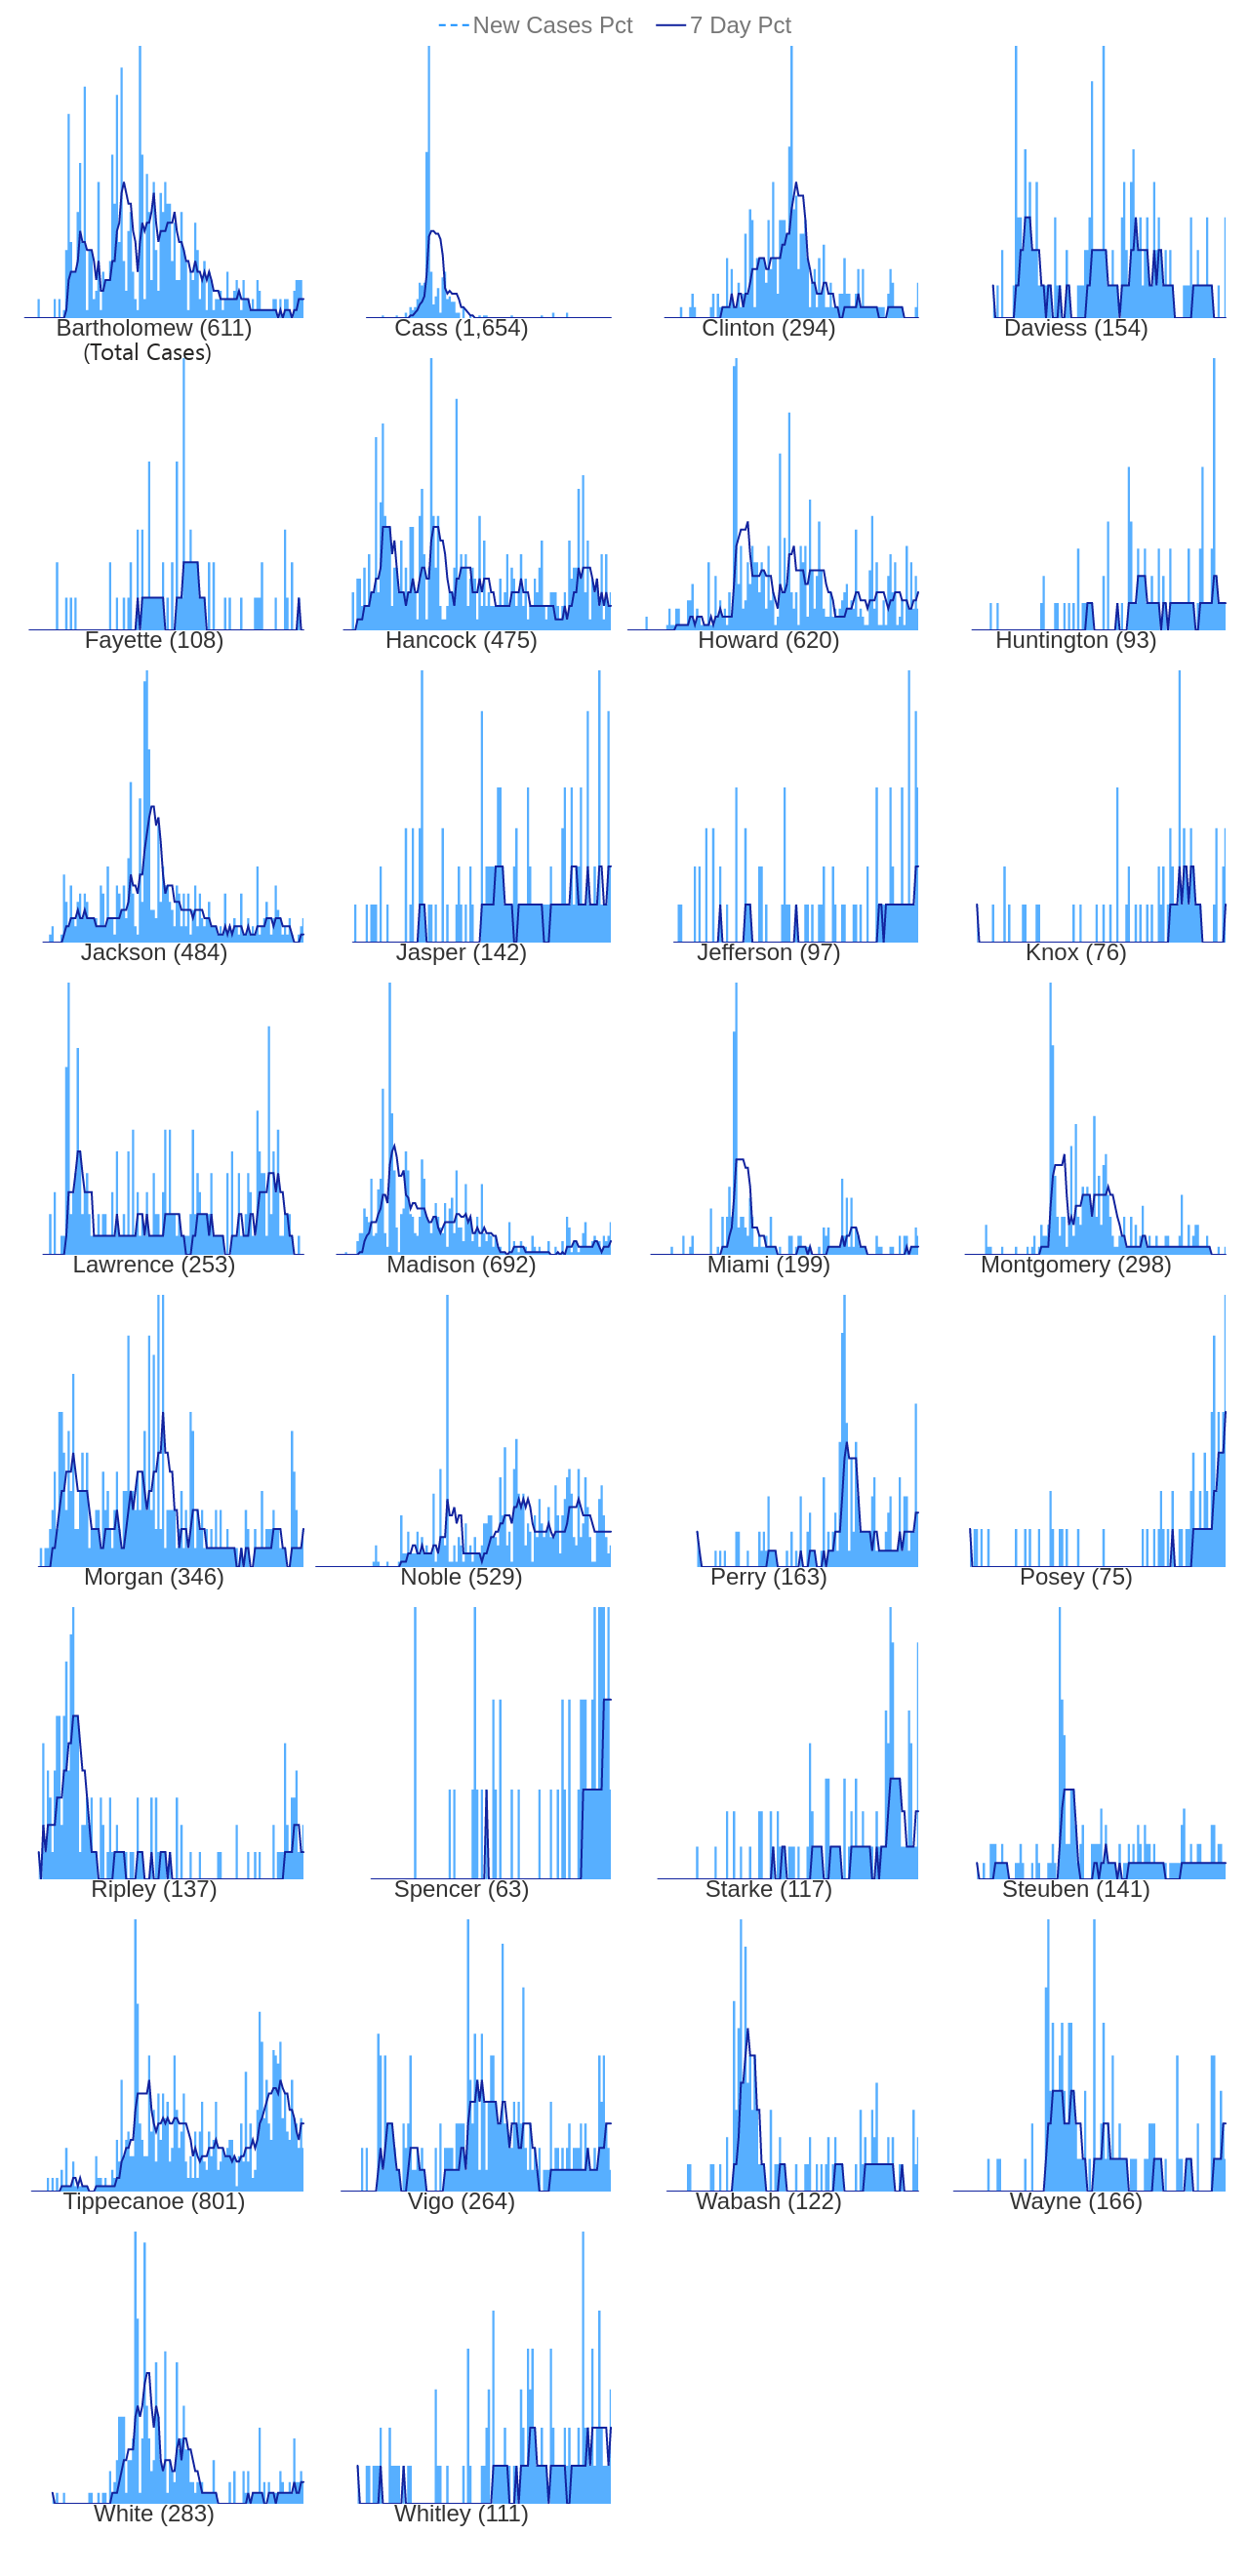 New Cases Pct 7 Day Pct
Bartholomew (611) Cass (1,654) Clinton (294) Daviess (154)
(Total Cases)
Fayette (108) Hancock (475) Howard (620) Huntington (93)
Jackson (484) Jasper (142) Jefferson (97) Knox (76)
Lawrence (253) Madison (692) Miami (199) Montgomery (298)
Morgan (346) Noble (529) Perry (163) Posey (75)
Ripley (137) Spencer (63) Starke (117) Steuben (141)
Tippecanoe (801) Vigo (264) Wabash (122) Wayne (166)
White (283) Whitley (111)